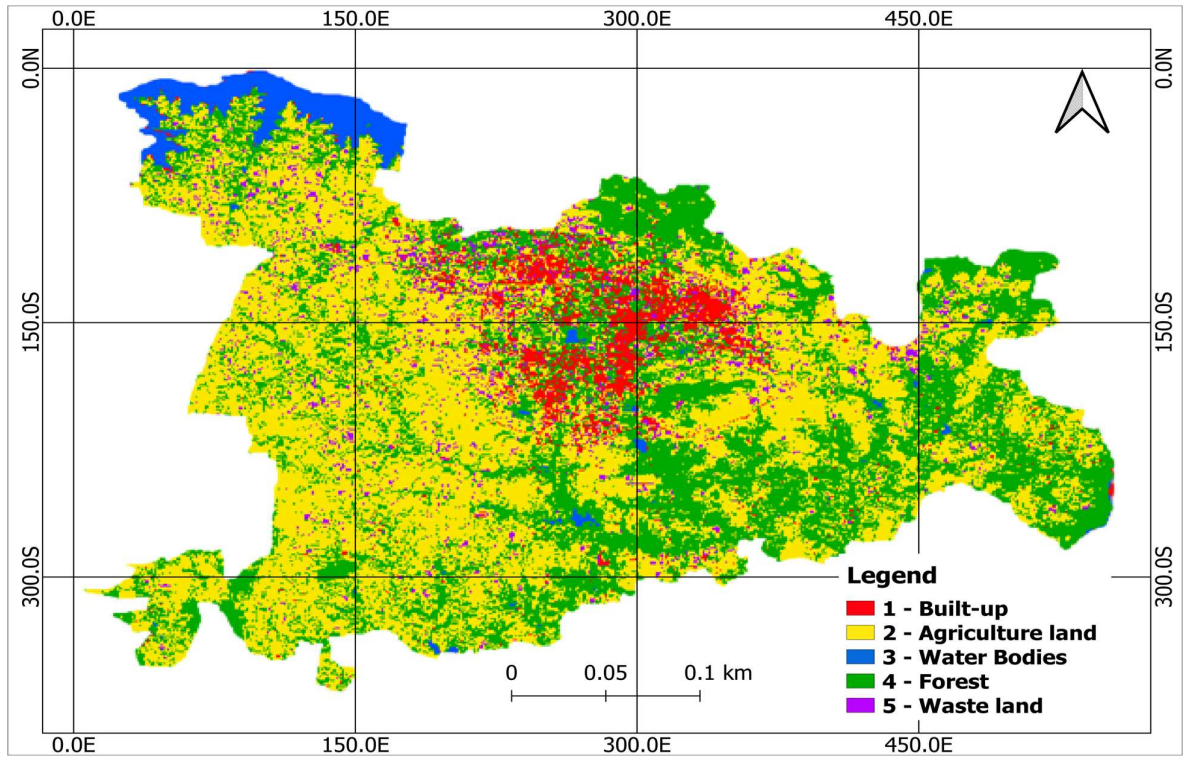 0.0E 150.0E 300.0E 450.0E
0.0N 0.0N
150.0S 150.0S
300.0S 300.0S
Legend
1 - Built-up
2 - Agriculture land
3 - Water Bodies
4 - Forest
5 - Waste land
0 0.05 0.1 km
0.0E 150.0E 300.0E 450.0E